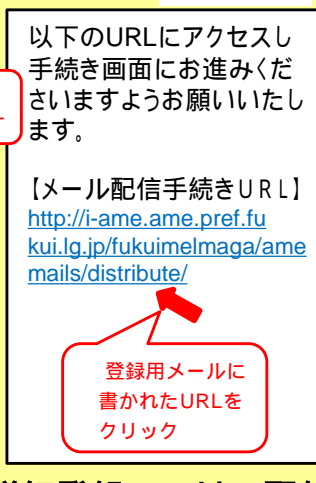 以下のURLにアクセスし
手続き画面にお進みくだ
さいますようお願いいたし
ます。
【メール配信手続きＵＲＬ】
http://i-ame.ame.pref.fu
kui.lg.jp/fukuimelmaga/ame
mails/distribute/
登録用メールに
書かれたURLを
クリック